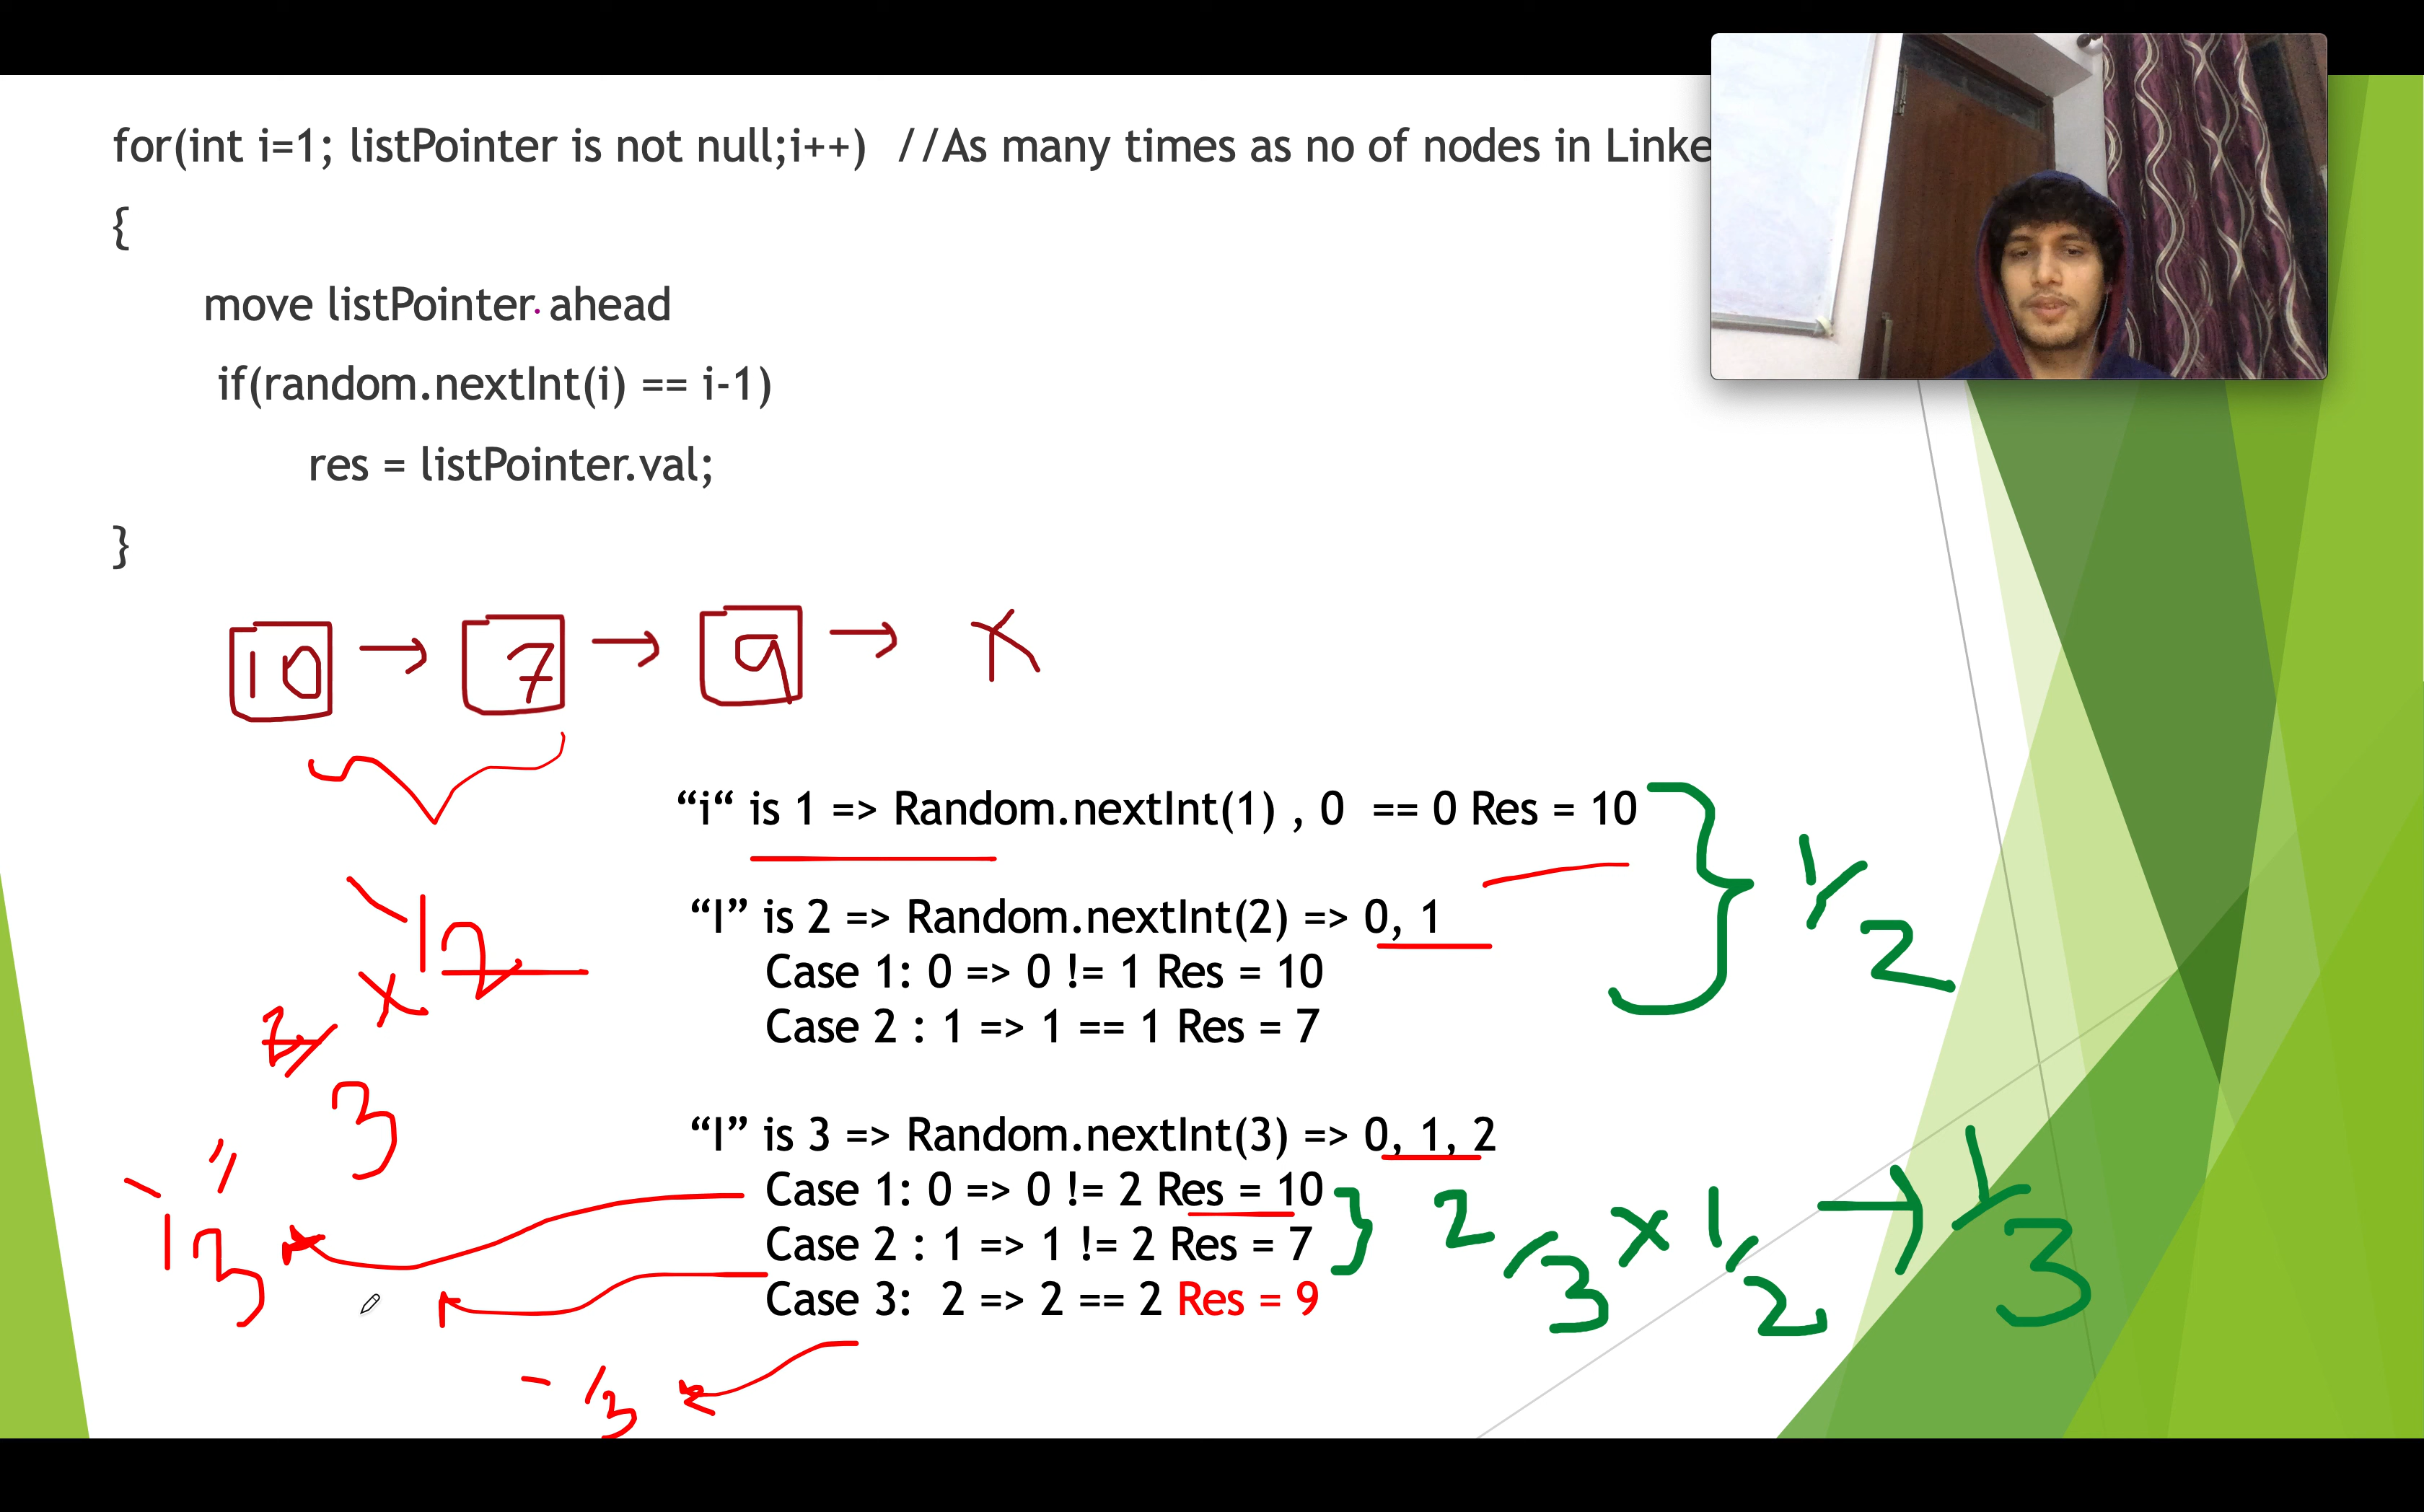 for(int i=1; listPointer is not null;i++) //As many times as no of nodes in Linke
{
move listPointer ahead
if(random.nextInt(i) == i-1)
res = listPointer.val;
}
10 → 7 → 9 → X
“i“ is 1 => Random.nextInt(1) , 0 == 0 Res = 10
“I” is 2 => Random.nextInt(2) => 0, 1
Case 1: 0 => 0 != 1 Res = 10
Case 2 : 1 => 1 == 1 Res = 7
1/2
12
x
2/3
“I” is 3 => Random.nextInt(3) => 0, 1, 2
Case 1: 0 => 0 != 2 Res = 10
Case 2 : 1 => 1 != 2 Res = 7
Case 3: 2 => 2 == 2 Res = 9
2/3 x 1/2 → 1/3
13
1/3